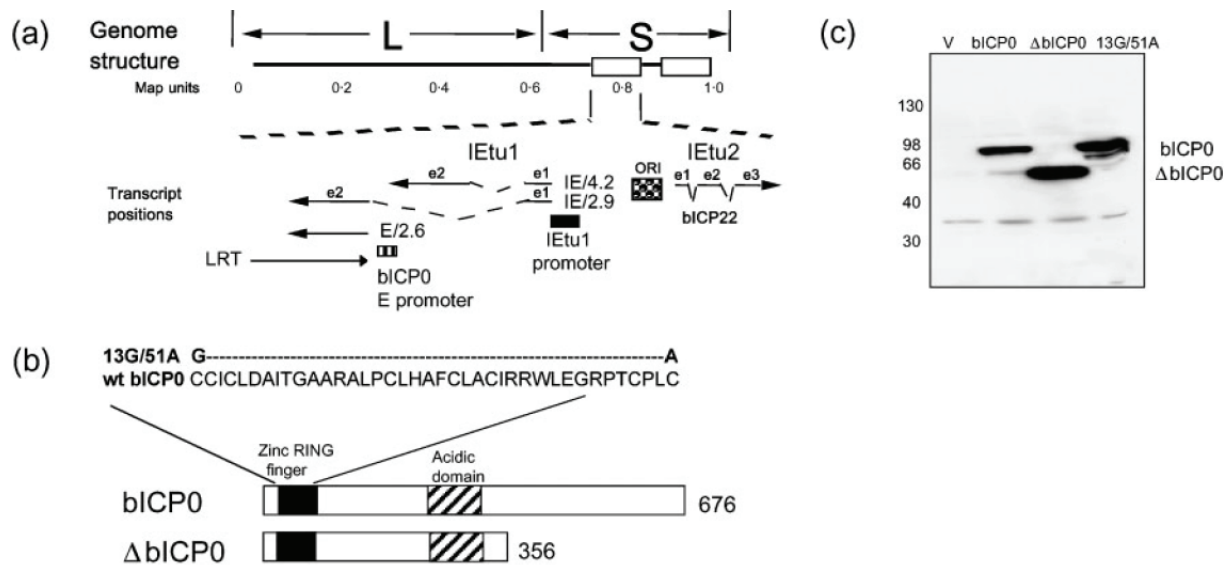 (a)
Genome structure
L
S
Map units
0 0·2 0·4 0·6 0·8 1·0
IEtu1
IEtu2
ORI
e2
e1
IE/4.2
e1 e2 e3
Transcript positions
e2
e1
IE/2.9
bICP22
E/2.6
IEtu1 promoter
LRT
bICP0 E promoter
(b)
13G/51A G---------------------------------------------------------A
wt bICP0 CCICLDAITGAARALPCLHAFCLACIRRWLEGRPTCPLC
Zinc RING finger
Acidic domain
bICP0
676
ΔbICP0
356
(c)
V bICP0 ΔbICP0 13G/51A
130
98
66
40
30
bICP0
ΔbICP0